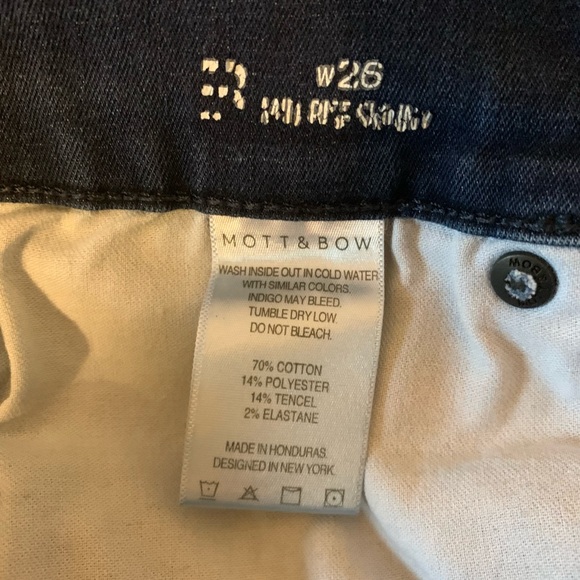 W26
MID RISE SKINNY
MOTT & BOW
WASH INSIDE OUT IN COLD WATER
WITH SIMILAR COLORS.
INDIGO MAY BLEED.
TUMBLE DRY LOW.
DO NOT BLEACH.
70% COTTON
14% POLYESTER
14% TENCEL
2% ELASTANE
MADE IN HONDURAS.
DESIGNED IN NEW YORK.